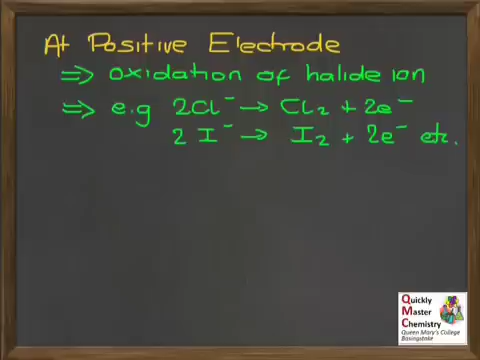 At Positive Electrode
⇒ oxidation of halide ion
⇒ e.g 2Cl⁻ → Cl₂ + 2e⁻
2 I⁻ → I₂ + 2e⁻ etc.
Quickly
Master
Chemistry
Queen Mary's College
Basingstoke